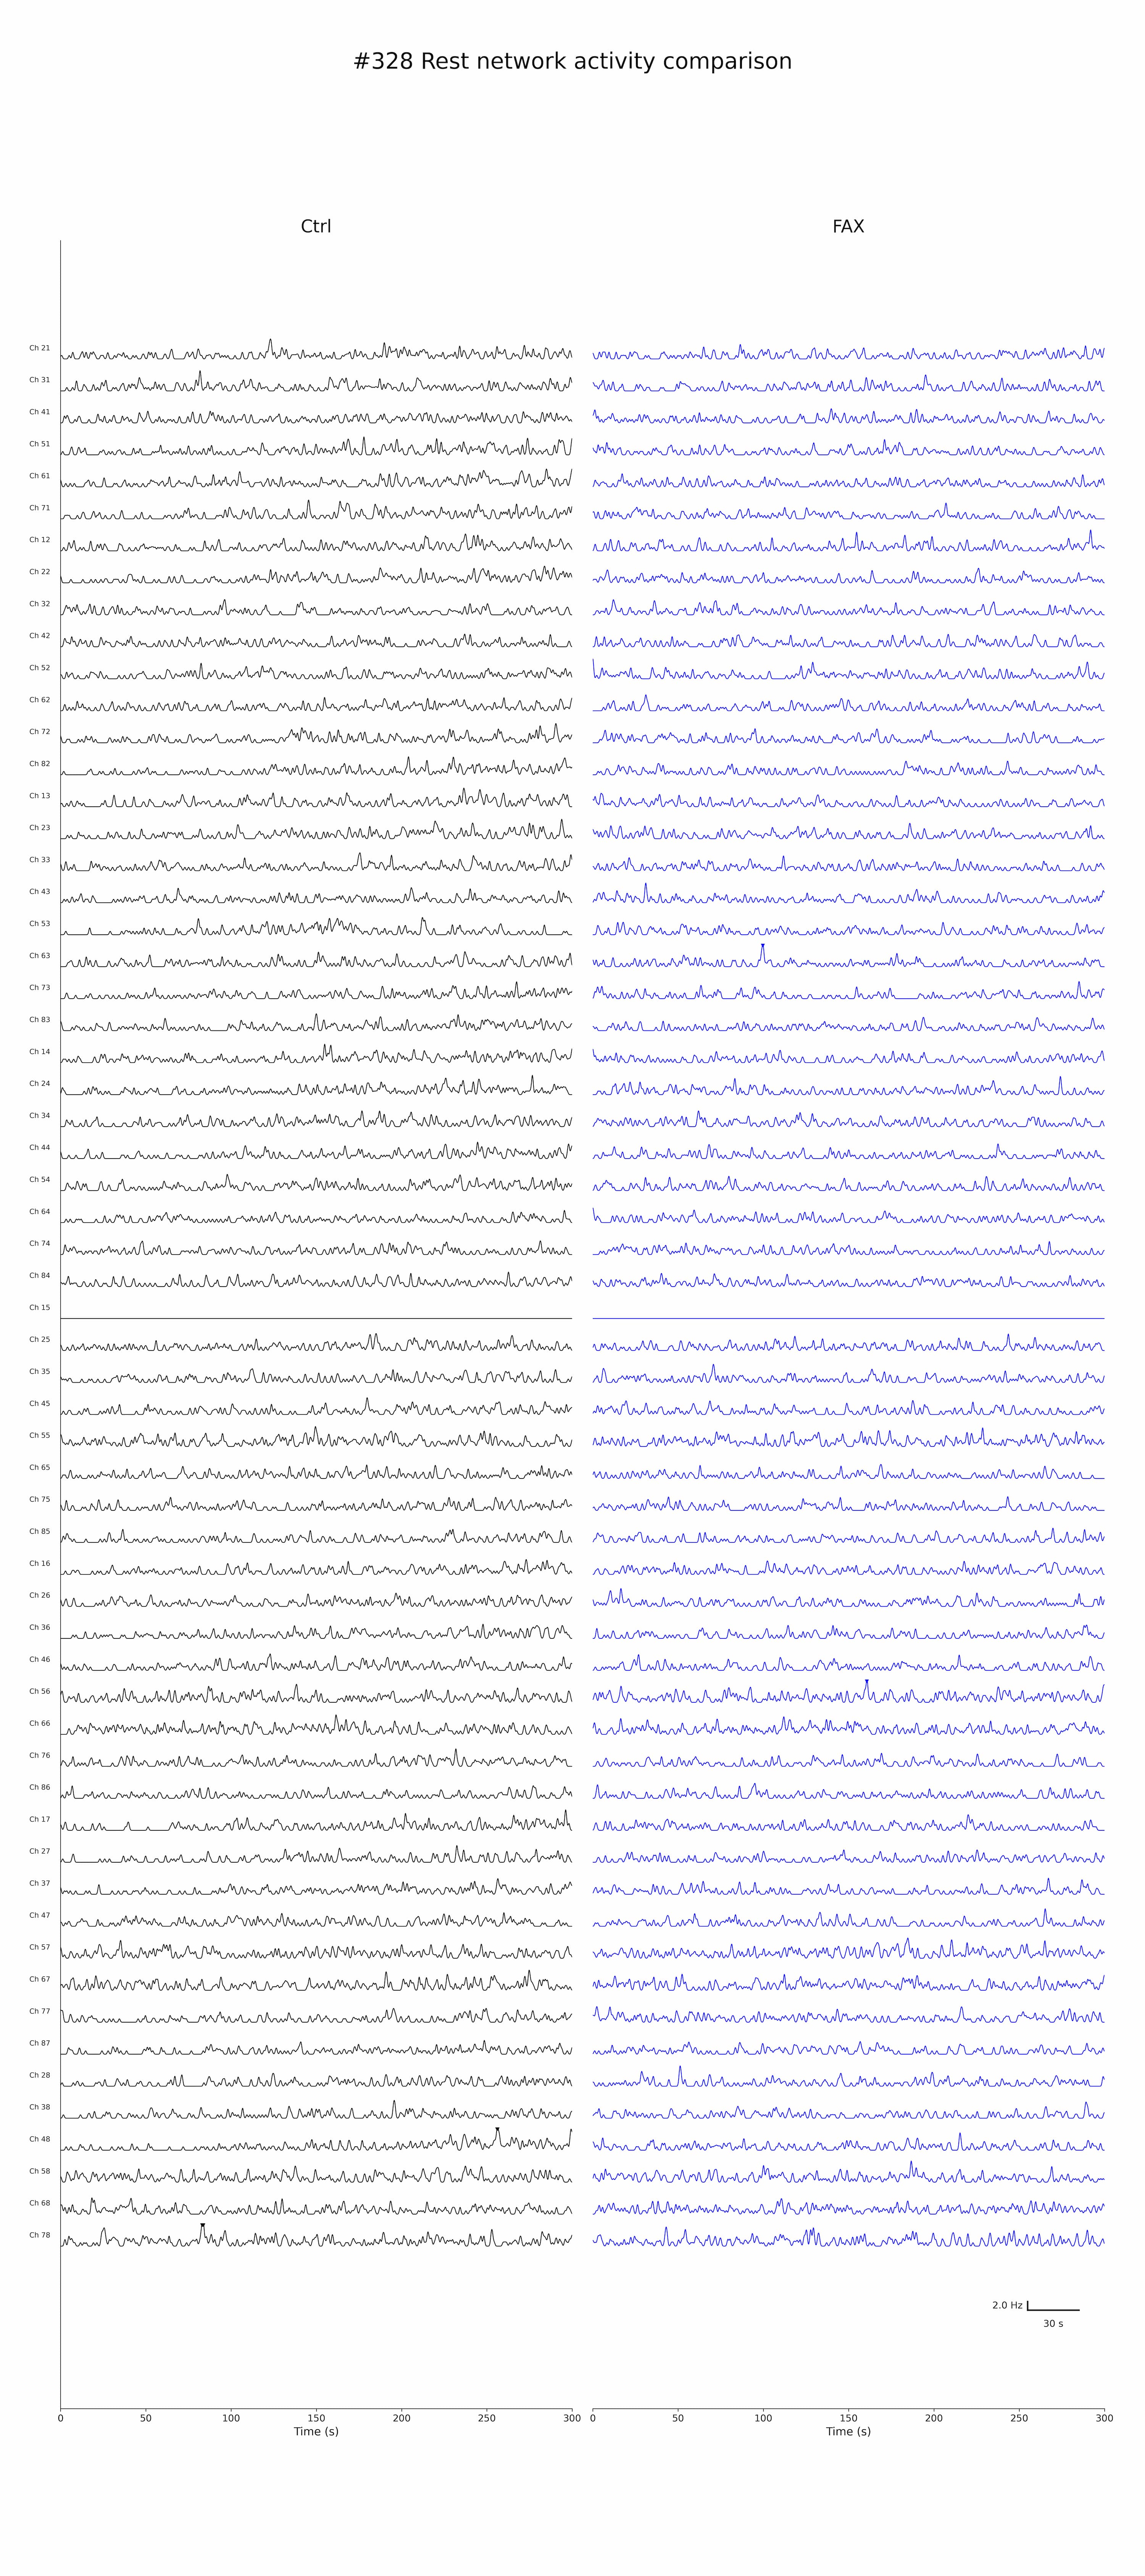 #328 Rest network activity comparison
Ctrl
FAX
Ch 21
Ch 31
Ch 41
Ch 51
Ch 61
Ch 71
Ch 12
Ch 22
Ch 32
Ch 42
Ch 52
Ch 62
Ch 72
Ch 82
Ch 13
Ch 23
Ch 33
Ch 43
Ch 53
Ch 63
Ch 73
Ch 83
Ch 14
Ch 24
Ch 34
Ch 44
Ch 54
Ch 64
Ch 74
Ch 84
Ch 15
Ch 25
Ch 35
Ch 45
Ch 55
Ch 65
Ch 75
Ch 85
Ch 16
Ch 26
Ch 36
Ch 46
Ch 56
Ch 66
Ch 76
Ch 86
Ch 17
Ch 27
Ch 37
Ch 47
Ch 57
Ch 67
Ch 77
Ch 87
Ch 28
Ch 38
Ch 48
Ch 58
Ch 68
Ch 78
2.0 Hz
30 s
0 50 100 150 200 250 300
Time (s)
0 50 100 150 200 250 300
Time (s)